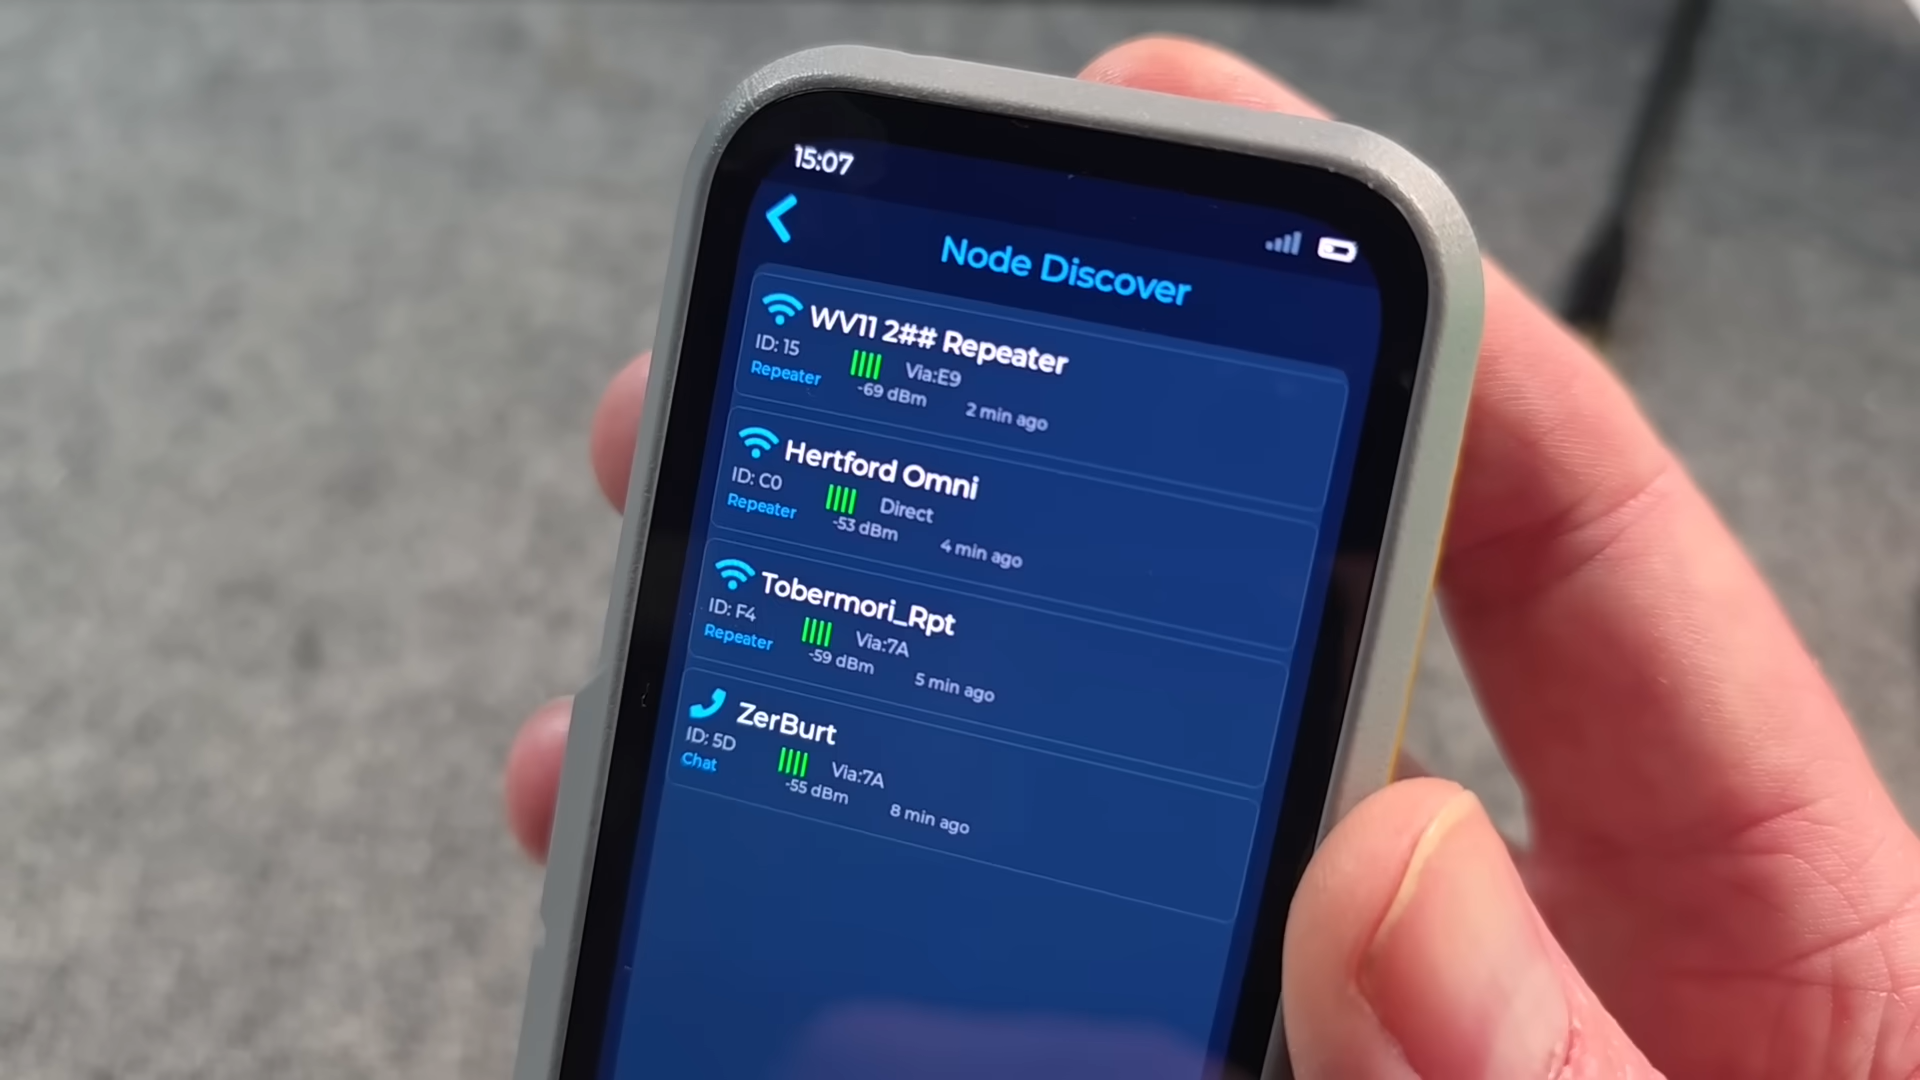 15:07
Node Discover
WV11 2## Repeater
ID: 15
Via:E9
Repeater
-69 dBm
2 min ago
Hertford Omni
ID: C0
Direct
Repeater
-53 dBm
4 min ago
Tobermori_Rpt
ID: F4
Via:7A
Repeater
-59 dBm
5 min ago
ZerBurt
ID: 5D
Via:7A
Chat
-55 dBm
8 min ago